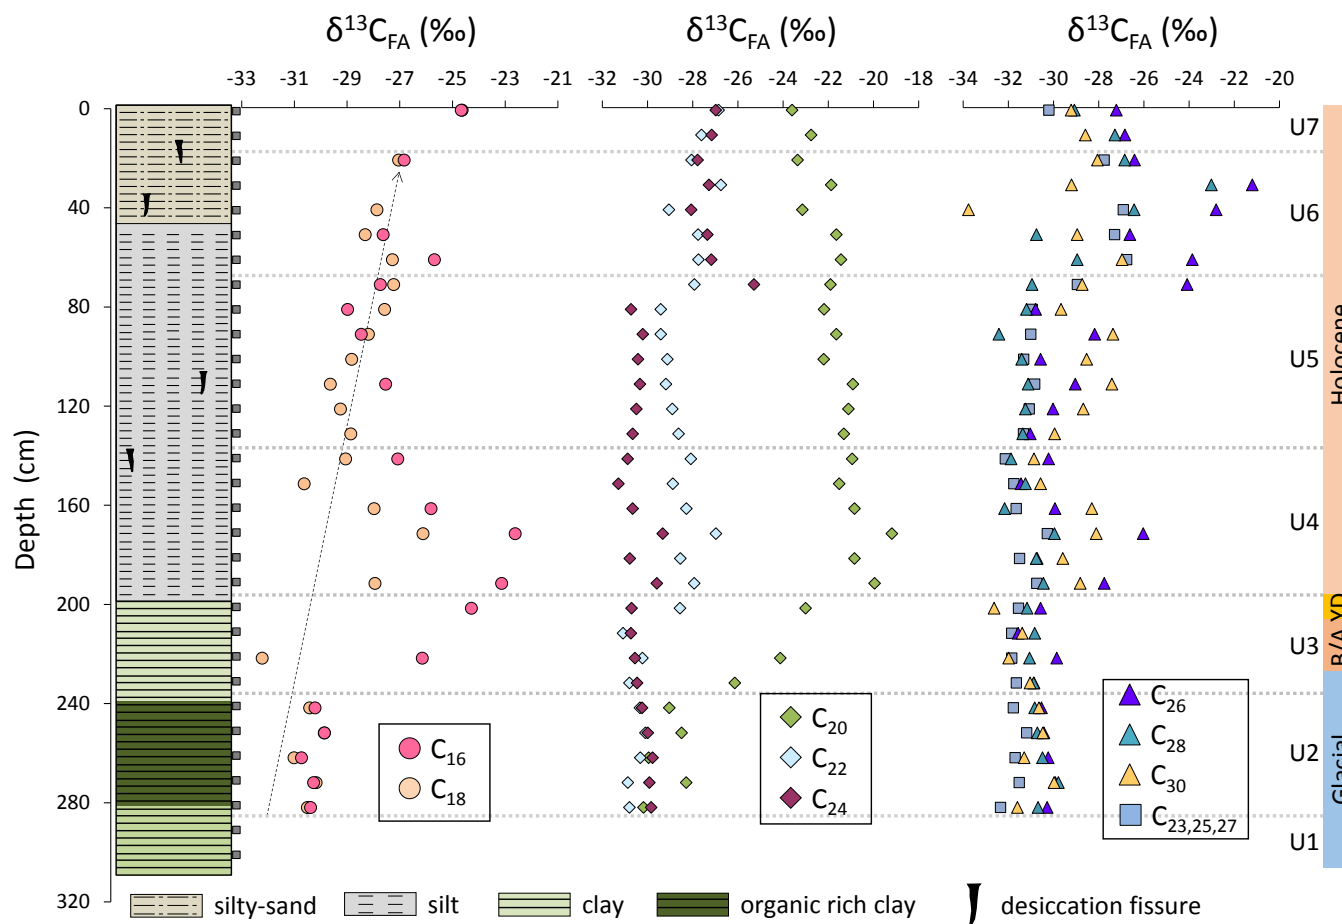 δ¹³C_FA (‰) δ¹³C_FA (‰) δ¹³C_FA (‰)
-33 -31 -29 -27 -25 -23 -21 -32 -30 -28 -26 -24 -22 -20 -18 -34 -32 -30 -28 -26 -24 -22 -20
0
40
80
120
160
200
240
280
320
Depth (cm)
U7
U6
U5
U4
U3
U2
U1
Holocene
YD
B/A
Glacial
C₁₆
C₁₈
C₂₀
C₂₂
C₂₄
C₂₆
C₂₈
C₃₀
C₂₃,₂₅,₂₇
silty-sand silt clay organic rich clay desiccation fissure